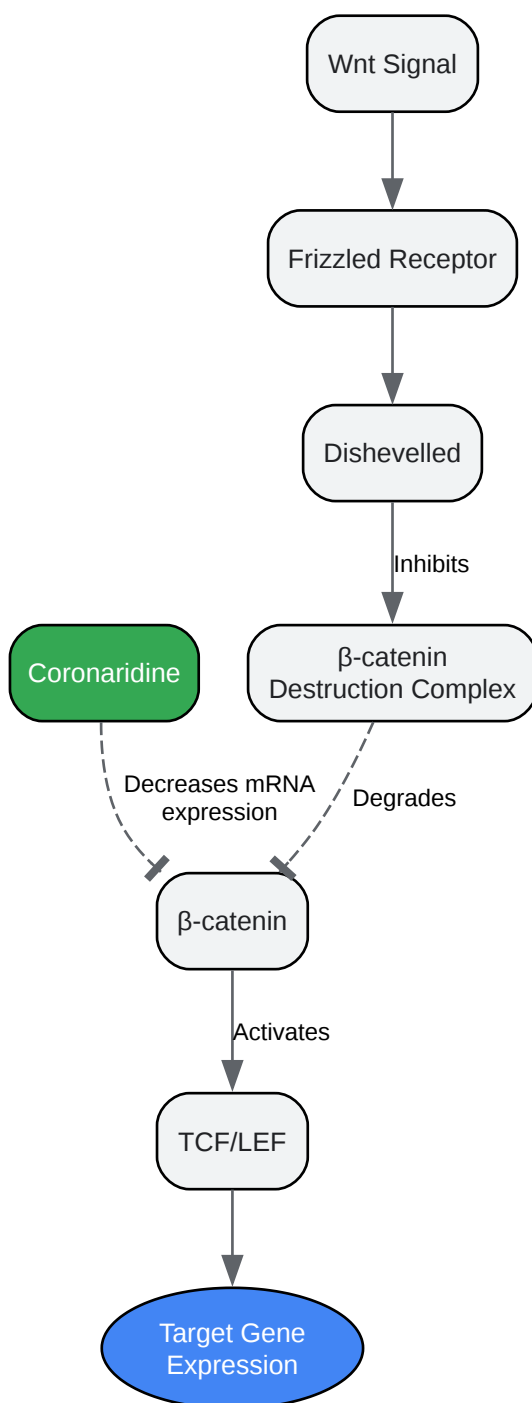 Wnt Signal
Frizzled Receptor
Dishevelled
Inhibits
Coronaridine
β-catenin
Destruction Complex
Decreases mRNA
expression
Degrades
β-catenin
Activates
TCF/LEF
Target Gene
Expression